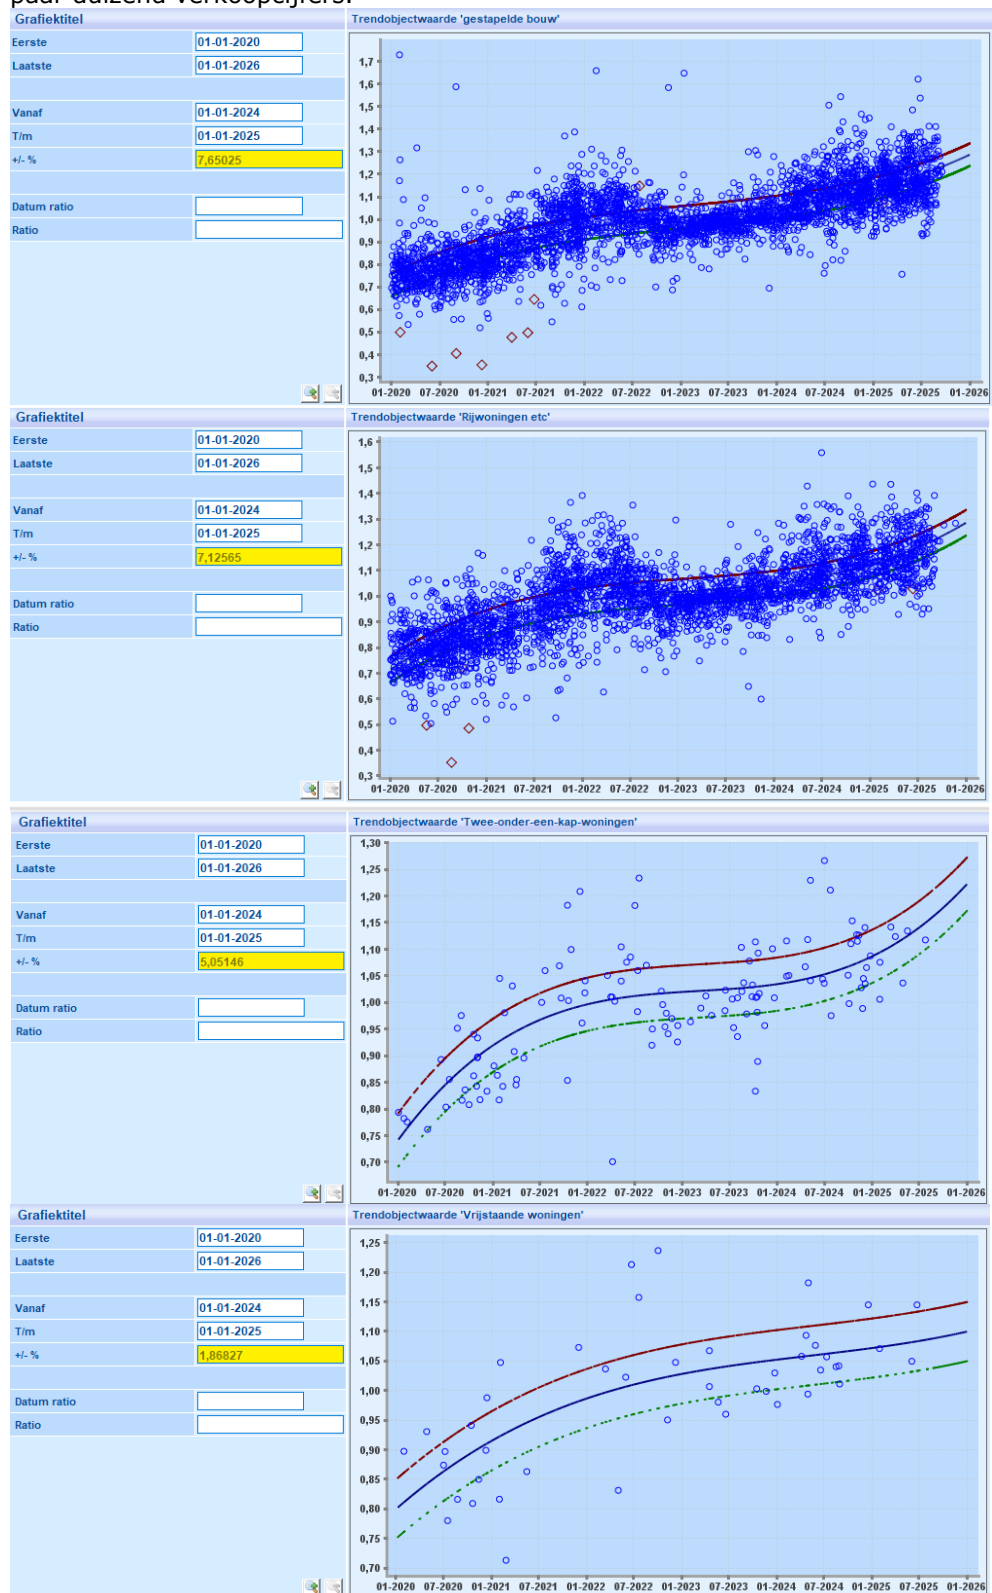 paar duizend verkoopcijfers.
Grafiektitel
Trendobjectwaarde 'gestapelde bouw'
Eerste 01-01-2020
Laatste 01-01-2026
Vanaf 01-01-2024
T/m 01-01-2025
+/- % 7,65025
Datum ratio
Ratio
1,7
1,6
1,5
1,4
1,3
1,2
1,1
1,0
0,9
0,8
0,7
0,6
0,5
0,4
0,3
01-2020 07-2020 01-2021 07-2021 01-2022 07-2022 01-2023 07-2023 01-2024 07-2024 01-2025 07-2025 01-2026
Grafiektitel
Trendobjectwaarde 'Rijwoningen etc'
Eerste 01-01-2020
Laatste 01-01-2026
Vanaf 01-01-2024
T/m 01-01-2025
+/- % 7,12565
Datum ratio
Ratio
1,6
1,5
1,4
1,3
1,2
1,1
1,0
0,9
0,8
0,7
0,6
0,5
0,4
0,3
01-2020 07-2020 01-2021 07-2021 01-2022 07-2022 01-2023 07-2023 01-2024 07-2024 01-2025 07-2025 01-2026
Grafiektitel
Trendobjectwaarde 'Twee-onder-een-kap-woningen'
Eerste 01-01-2020
Laatste 01-01-2026
Vanaf 01-01-2024
T/m 01-01-2025
+/- % 5,05146
Datum ratio
Ratio
1,30
1,25
1,20
1,15
1,10
1,05
1,00
0,95
0,90
0,85
0,80
0,75
0,70
01-2020 07-2020 01-2021 07-2021 01-2022 07-2022 01-2023 07-2023 01-2024 07-2024 01-2025 07-2025 01-2026
Grafiektitel
Trendobjectwaarde 'Vrijstaande woningen'
Eerste 01-01-2020
Laatste 01-01-2026
Vanaf 01-01-2024
T/m 01-01-2025
+/- % 1,86827
Datum ratio
Ratio
1,25
1,20
1,15
1,10
1,05
1,00
0,95
0,90
0,85
0,80
0,75
0,70
01-2020 07-2020 01-2021 07-2021 01-2022 07-2022 01-2023 07-2023 01-2024 07-2024 01-2025 07-2025 01-2026